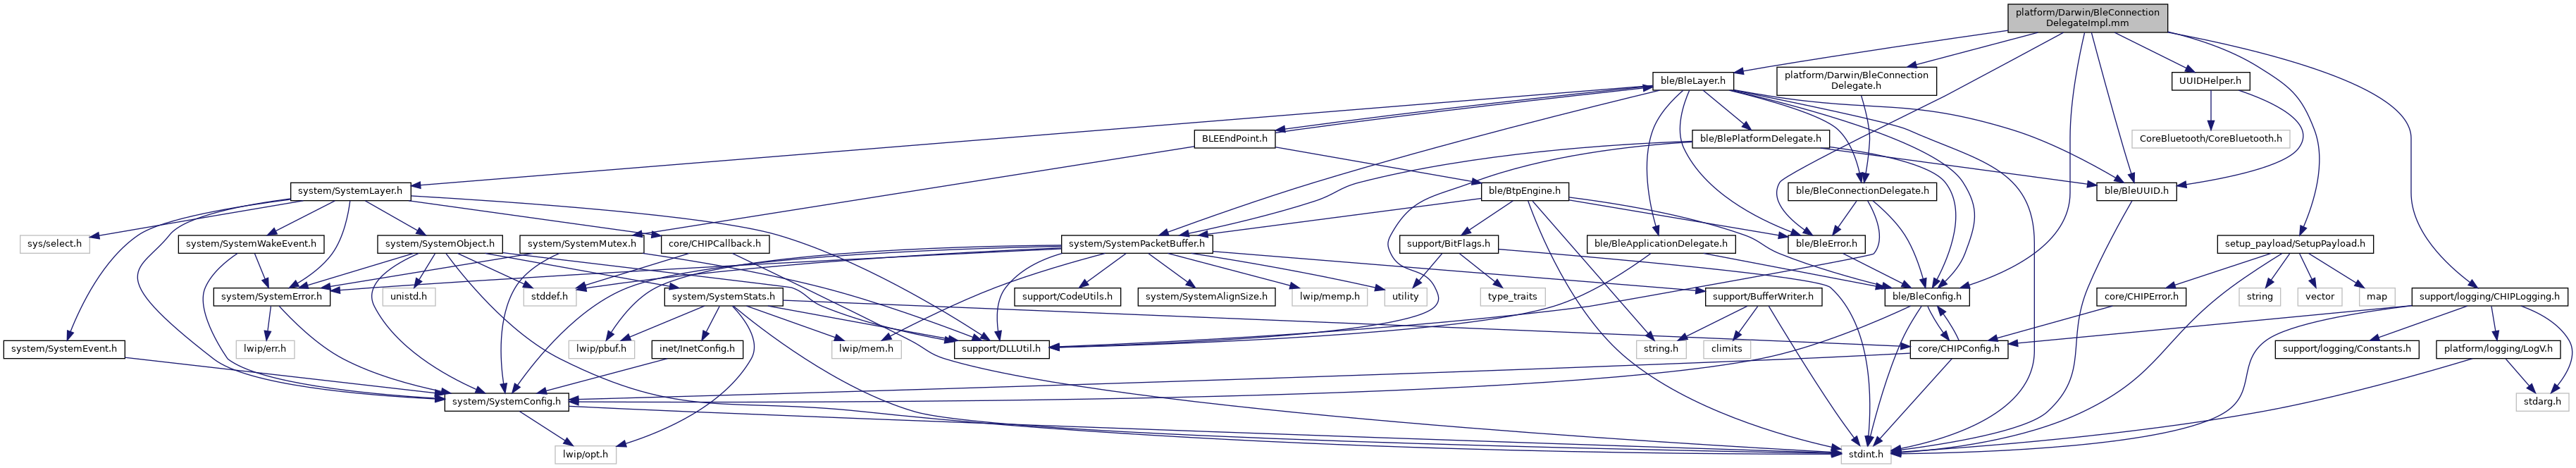 platform/Darwin/BleConnection
DelegateImpl.mm
ble/BleLayer.h
platform/Darwin/BleConnection
Delegate.h
UUIDHelper.h
BLEEndPoint.h
ble/BlePlatformDelegate.h
CoreBluetooth/CoreBluetooth.h
system/SystemLayer.h
ble/BtpEngine.h
ble/BleConnectionDelegate.h
ble/BleUUID.h
sys/select.h
system/SystemWakeEvent.h
system/SystemObject.h
system/SystemMutex.h
core/CHIPCallback.h
system/SystemPacketBuffer.h
support/BitFlags.h
ble/BleApplicationDelegate.h
ble/BleError.h
setup_payload/SetupPayload.h
system/SystemError.h
unistd.h
stddef.h
system/SystemStats.h
support/CodeUtils.h
system/SystemAlignSize.h
lwip/memp.h
utility
type_traits
support/BufferWriter.h
ble/BleConfig.h
core/CHIPError.h
string
vector
map
support/logging/CHIPLogging.h
system/SystemEvent.h
lwip/err.h
lwip/pbuf.h
inet/InetConfig.h
lwip/mem.h
support/DLLUtil.h
string.h
climits
core/CHIPConfig.h
support/logging/Constants.h
platform/logging/LogV.h
system/SystemConfig.h
stdarg.h
lwip/opt.h
stdint.h